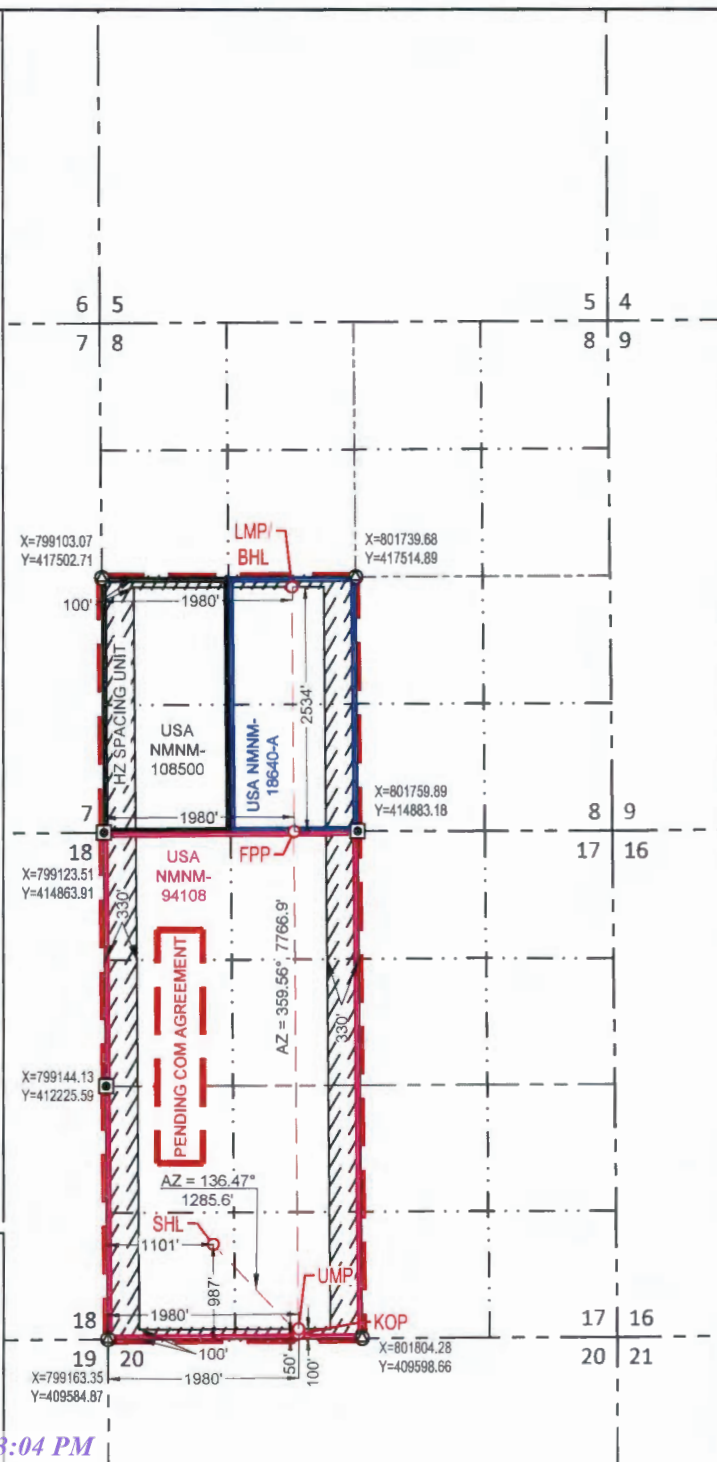 6 5
7 8
5 4
8 9
X=799103.07
Y=417502.71
LMP/
BHL
X=801739.68
Y=417514.89
100'
1980'
HZ SPACING UNIT
USA
NMNM-
108500
USA NMNM-
18640-A
2534'
X=801759.89
Y=414883.18
1980'
7
18
8 9
17 16
FPP
X=799123.51
Y=414863.91
USA
NMNM-
94108
330'
AZ = 359.56° 7766.9'
330'
PENDING COM AGREEMENT
X=799144.13
Y=412225.59
AZ = 136.47°
1285.6'
SHL
1101'
987'
UMP
1980'
KOP
18
19 20
17 16
20 21
100'
50'
100'
1980'
X=799163.35
Y=409584.87
X=801804.28
Y=409598.66
3:04 PM